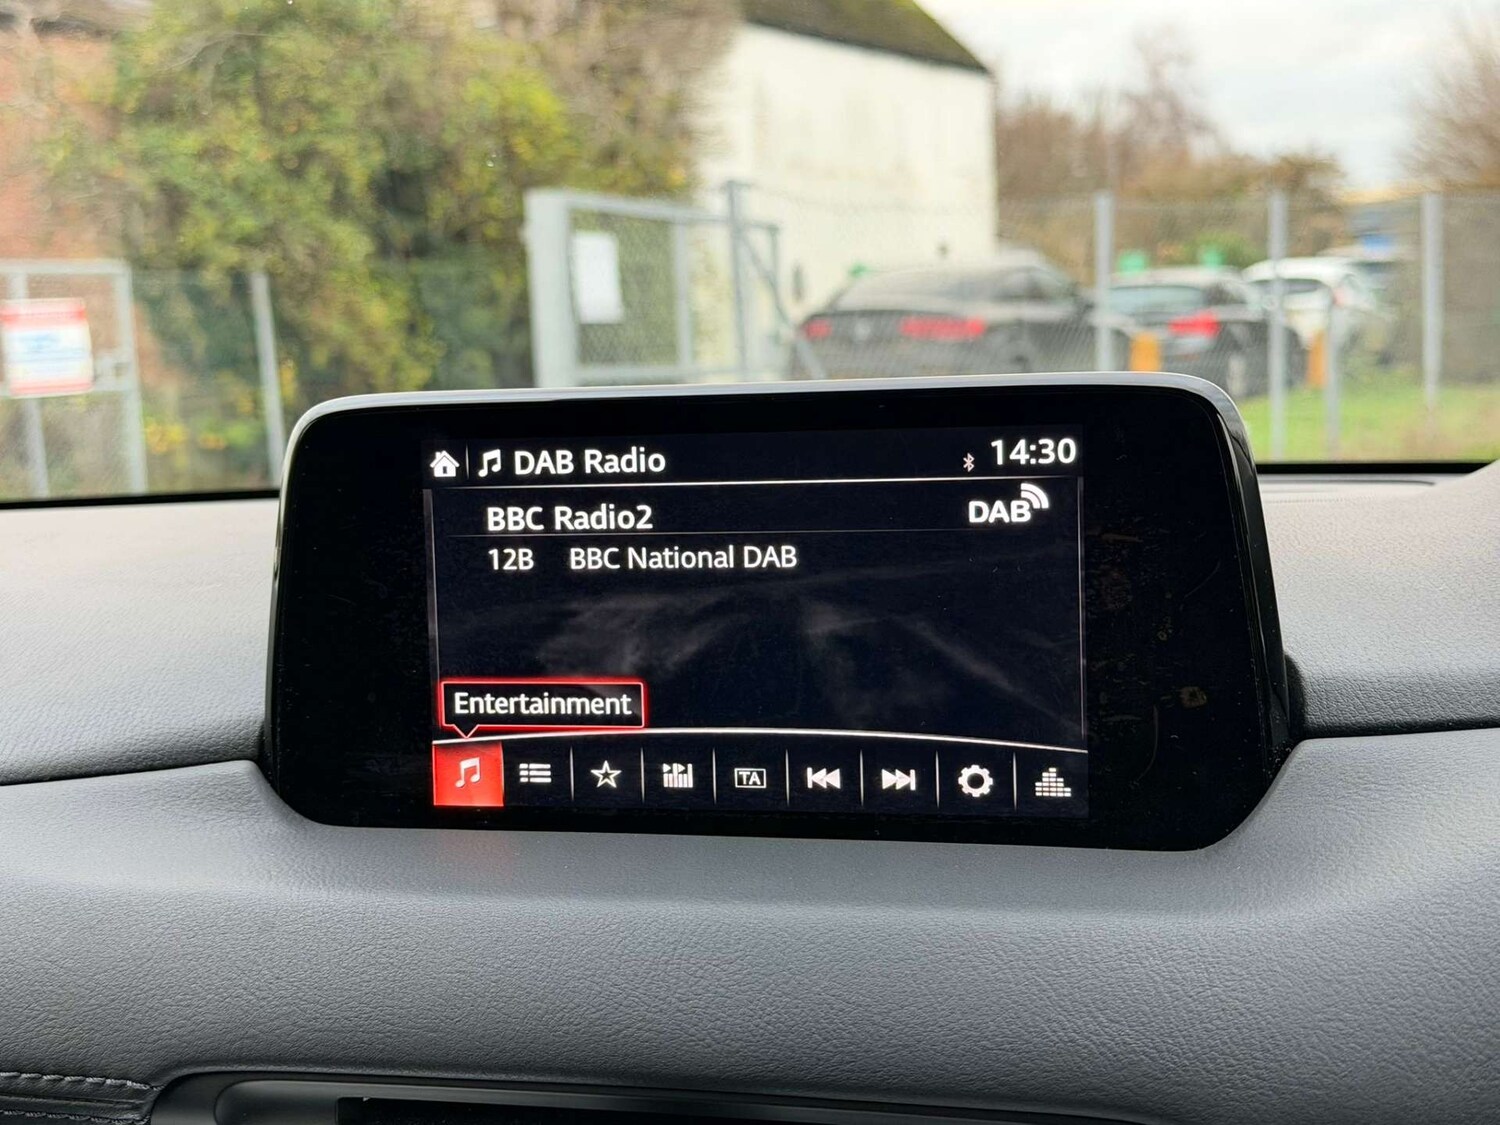 DAB Radio 14:30
BBC Radio2 DAB
12B BBC National DAB
Entertainment
TA